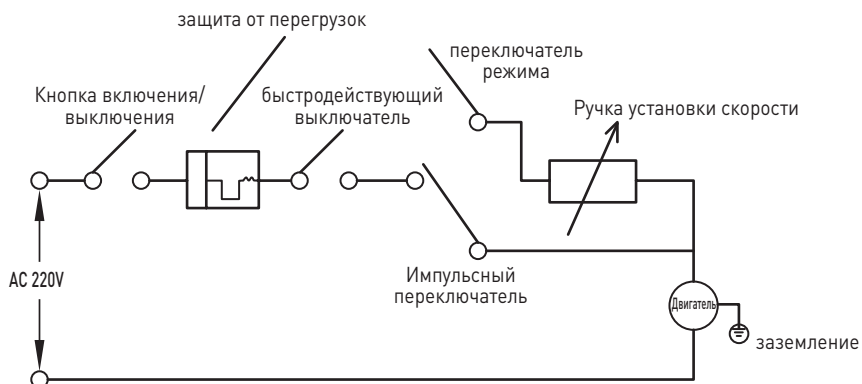 защита от перегрузок
переключатель
режима
Кнопка включения/
выключения
быстродействующий
выключатель
Ручка установки скорости
AC 220V
Импульсный
переключатель
Двигатель
заземление